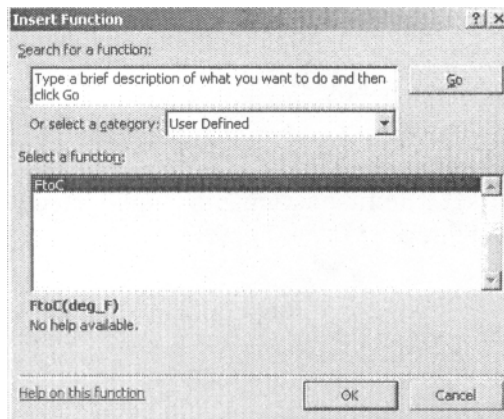 Insert Function
Search for a function:
Type a brief description of what you want to do and then
click Go
Go
Or select a category: User Defined
Select a function:
FtoC
FtoC(deg_F)
No help available.
Help on this function
OK
Cancel